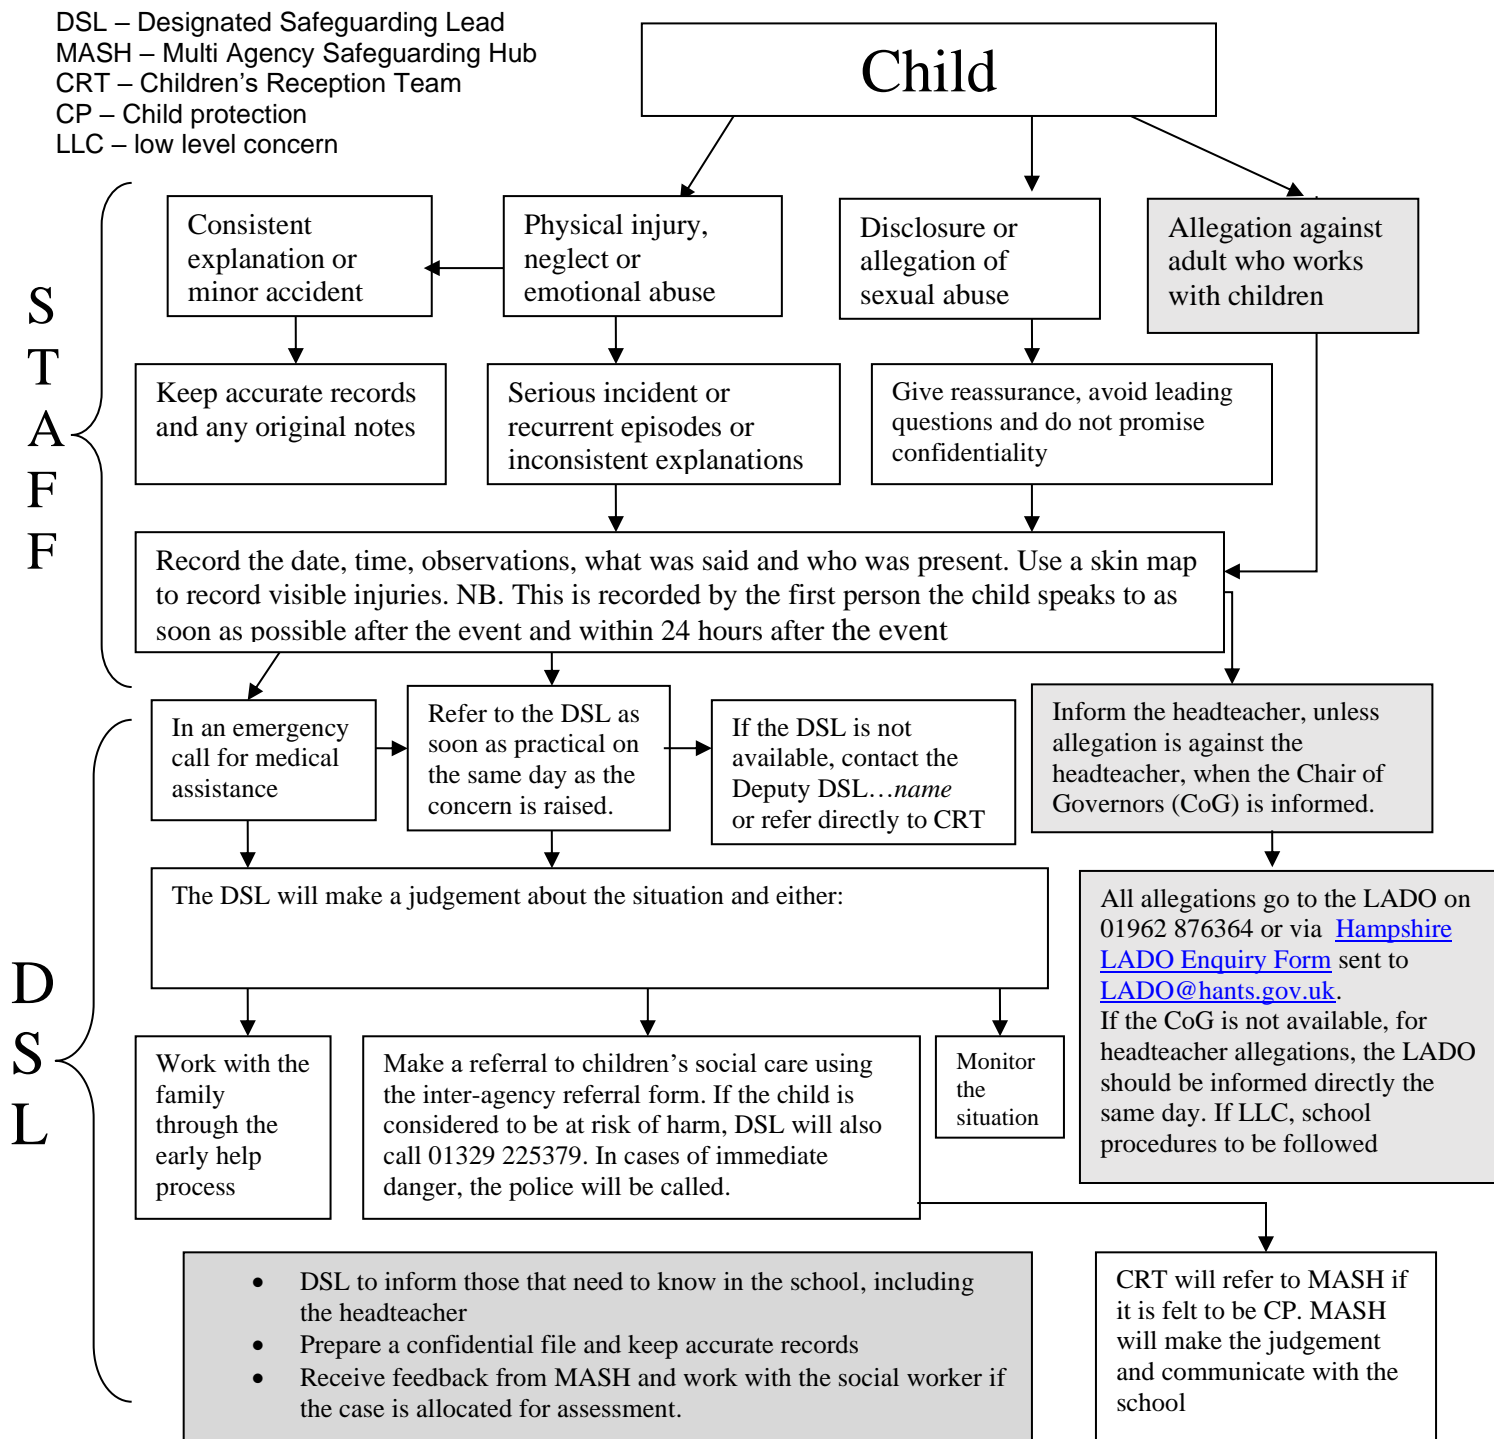 DSL – Designated Safeguarding Lead
MASH – Multi Agency Safeguarding Hub
CRT – Children's Reception Team
CP – Child protection
LLC – low level concern
Child
S
T
A
F
F
Consistent
explanation or
minor accident
Physical injury,
neglect or
emotional abuse
Disclosure or
allegation of
sexual abuse
Allegation against
adult who works
with children
Keep accurate records
and any original notes
Serious incident or
recurrent episodes or
inconsistent explanations
Give reassurance, avoid leading
questions and do not promise
confidentiality
Record the date, time, observations, what was said and who was present. Use a skin map
to record visible injuries. NB. This is recorded by the first person the child speaks to as
soon as possible after the event and within 24 hours after the event
D
S
L
In an emergency
call for medical
assistance
Refer to the DSL as
soon as practical on
the same day as the
concern is raised.
If the DSL is not
available, contact the
Deputy DSL…name
or refer directly to CRT
Inform the headteacher, unless
allegation is against the
headteacher, when the Chair of
Governors (CoG) is informed.
The DSL will make a judgement about the situation and either:
All allegations go to the LADO on
01962 876364 or via Hampshire
LADO Enquiry Form sent to
LADO@hants.gov.uk.
If the CoG is not available, for
headteacher allegations, the LADO
should be informed directly the
same day. If LLC, school
procedures to be followed
Work with the
family
through the
early help
process
Make a referral to children's social care using
the inter-agency referral form. If the child is
considered to be at risk of harm, DSL will also
call 01329 225379. In cases of immediate
danger, the police will be called.
Monitor
the
situation
• DSL to inform those that need to know in the school, including
the headteacher
• Prepare a confidential file and keep accurate records
• Receive feedback from MASH and work with the social worker if
the case is allocated for assessment.
CRT will refer to MASH if
it is felt to be CP. MASH
will make the judgement
and communicate with the
school